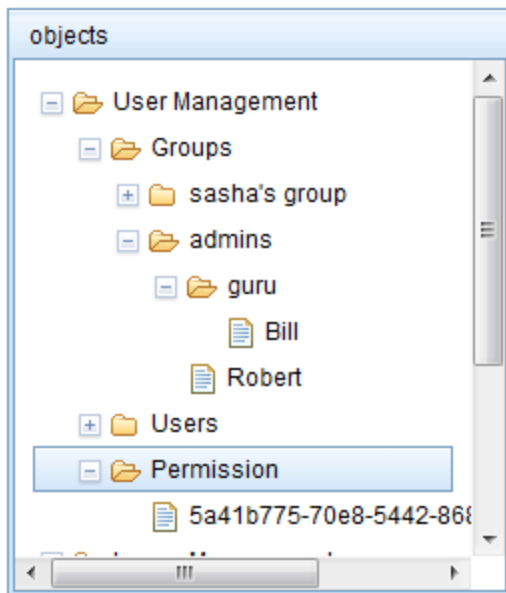 objects
User Management
Groups
sasha's group
admins
guru
Bill
Robert
Users
Permission
5a41b775-70e8-5442-868